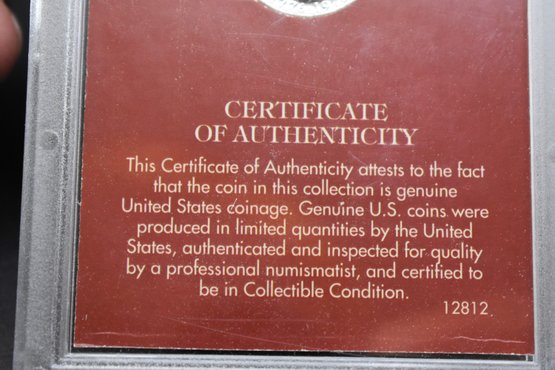 CERTIFICATE
OF AUTHENTICITY
This Certificate of Authenticity attests to the fact
that the coin in this collection is genuine
United States coinage. Genuine U.S. coins were
produced in limited quantities by the United
States, authenticated and inspected for quality
by a professional numismatist, and certified to
be in Collectible Condition.
12812